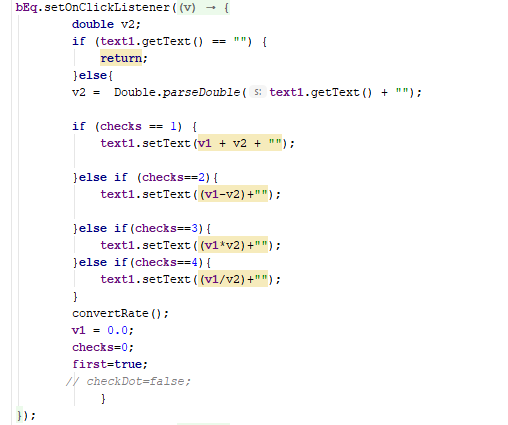 bEq.setOnClickListener((v) → {
double v2;
if (text1.getText() == "") {
return;
}else{
v2 = Double.parseDouble( s: text1.getText() + "");
if (checks == 1) {
text1.setText(v1 + v2 + "");
}else if (checks==2){
text1.setText((v1-v2)+"");
}else if(checks==3){
text1.setText((v1*v2)+"");
}else if(checks==4){
text1.setText((v1/v2)+"");
}
convertRate();
v1 = 0.0;
checks=0;
first=true;
// checkDot=false;
}
});